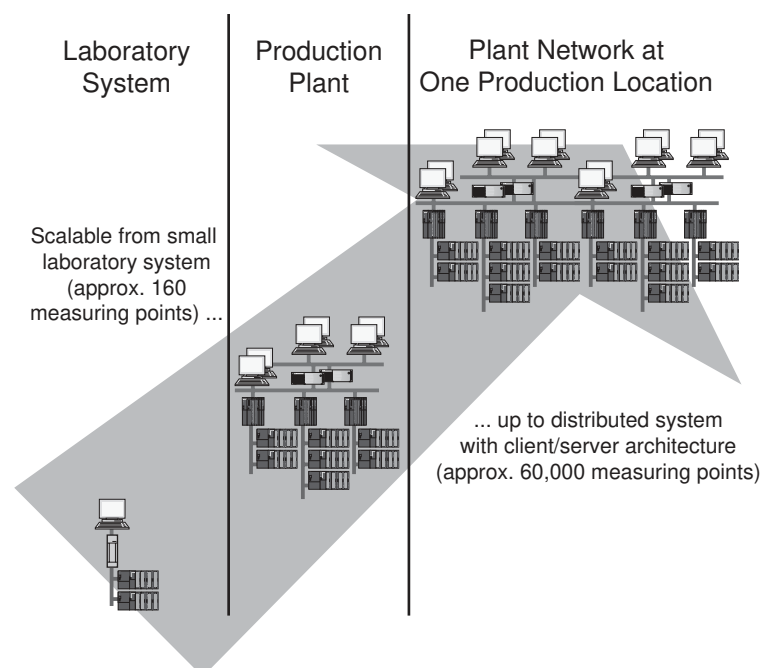 Laboratory
System
Production
Plant
Plant Network at
One Production Location
Scalable from small
laboratory system
(approx. 160
measuring points) ...
... up to distributed system
with client/server architecture
(approx. 60,000 measuring points)